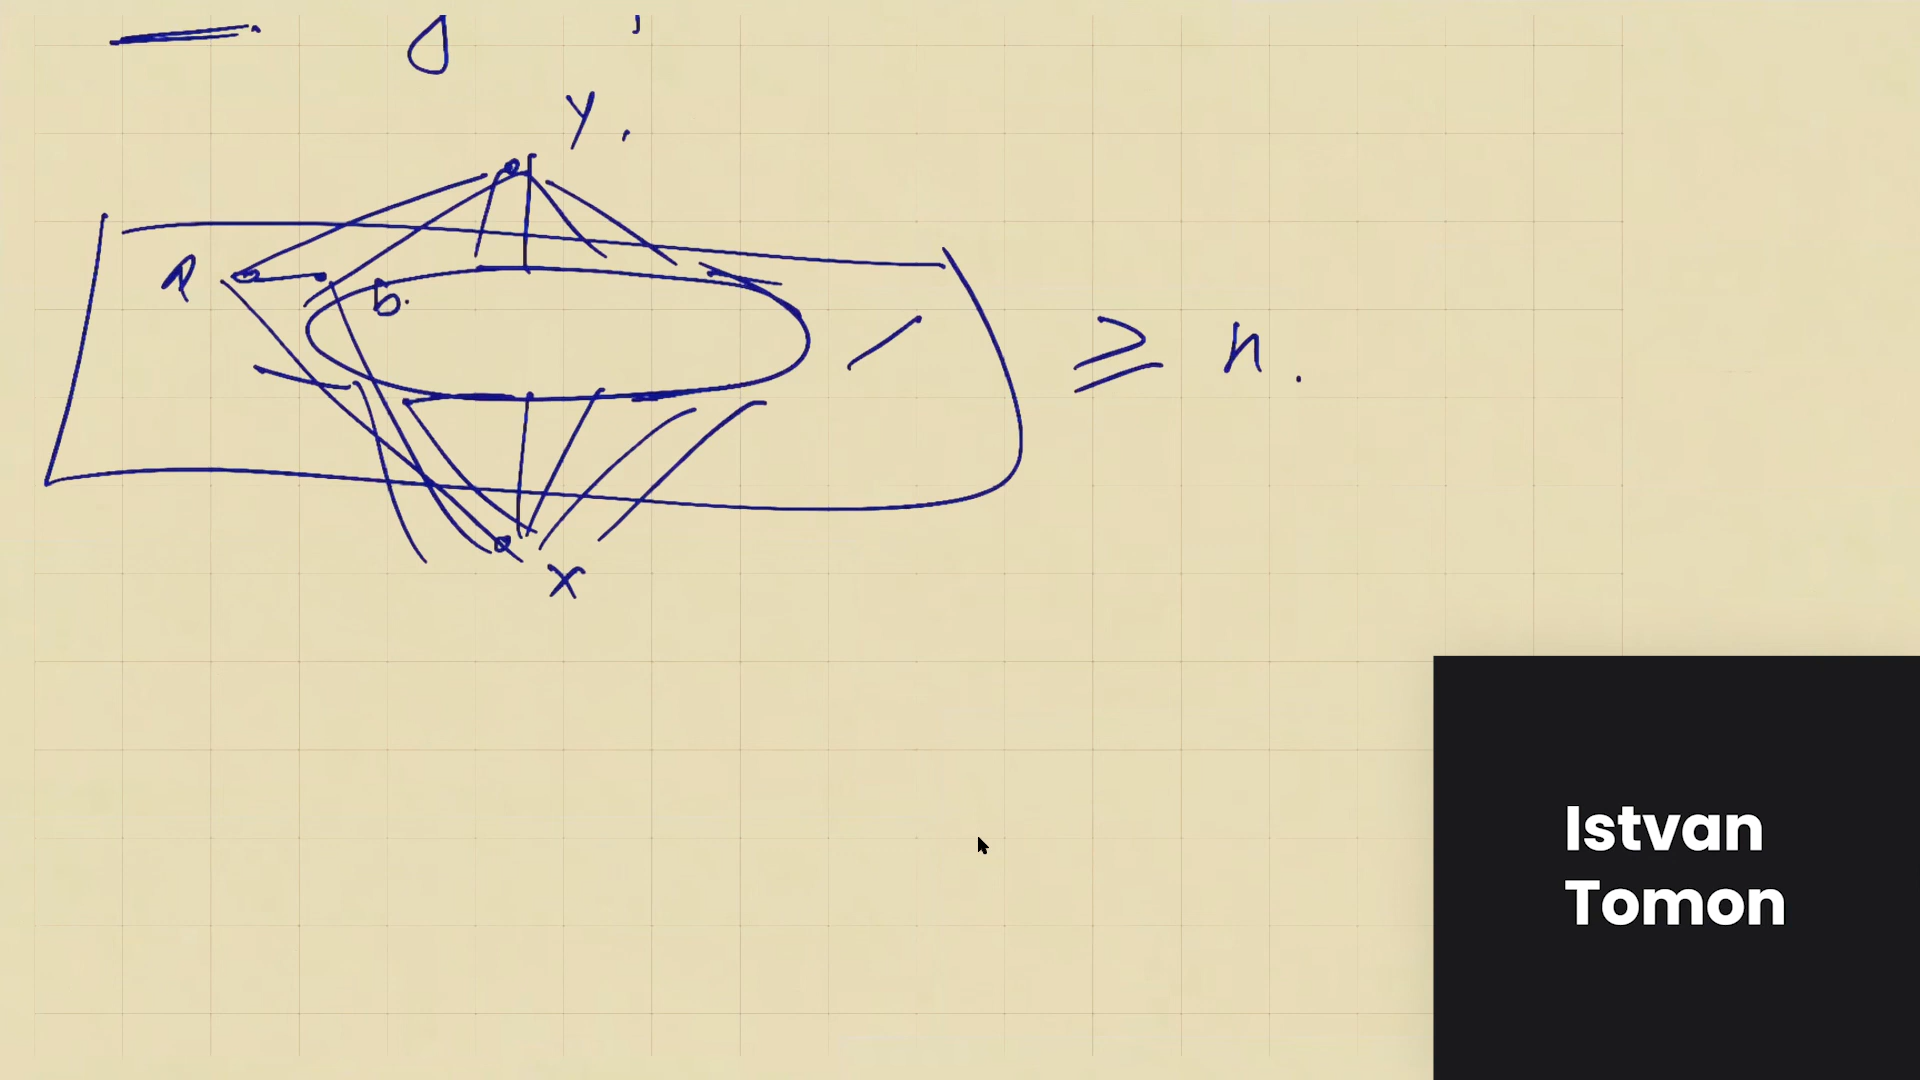 y.
b.
≥ n.
x
Istvan
Tomon